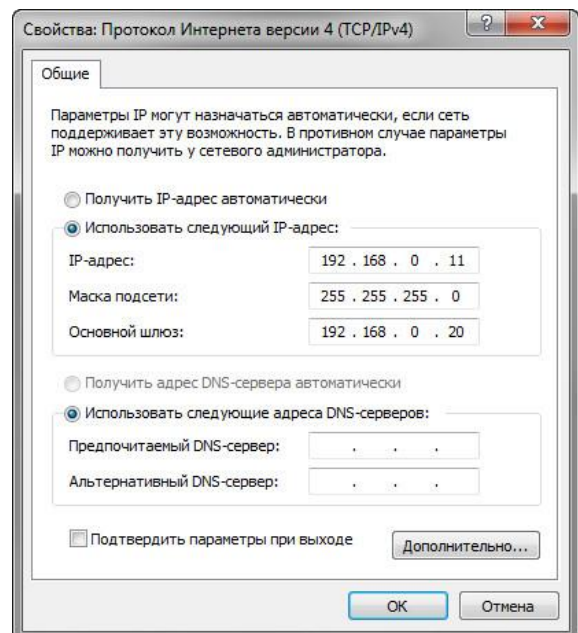 Свойства: Протокол Интернета версии 4 (TCP/IPv4)
Общие
Параметры IP могут назначаться автоматически, если сеть
поддерживает эту возможность. В противном случае параметры
IP можно получить у сетевого администратора.
Получить IP-адрес автоматически
Использовать следующий IP-адрес:
IP-адрес: 192 . 168 . 0 . 11
Маска подсети: 255 . 255 . 255 . 0
Основной шлюз: 192 . 168 . 0 . 20
Получить адрес DNS-сервера автоматически
Использовать следующие адреса DNS-серверов:
Предпочитаемый DNS-сервер: . . .
Альтернативный DNS-сервер: . . .
Подтвердить параметры при выходе
Дополнительно...
OK Отмена